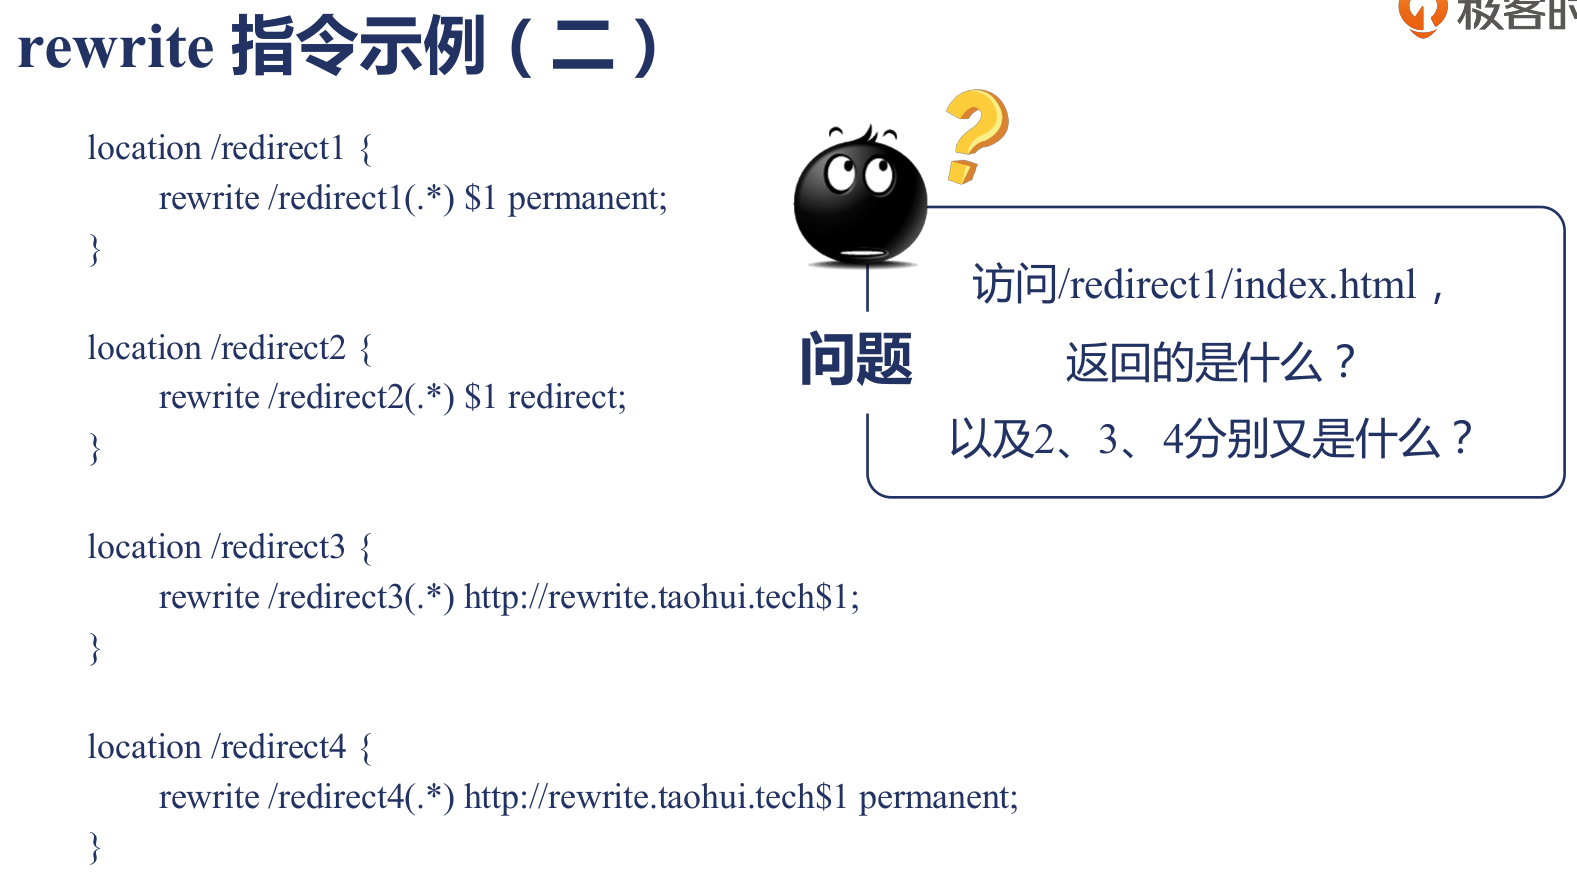 rewrite 指令示例（二）
极客时
location /redirect1 {
rewrite /redirect1(.*) $1 permanent;
}
location /redirect2 {
rewrite /redirect2(.*) $1 redirect;
}
location /redirect3 {
rewrite /redirect3(.*) http://rewrite.taohui.tech$1;
}
location /redirect4 {
rewrite /redirect4(.*) http://rewrite.taohui.tech$1 permanent;
}
问题
访问/redirect1/index.html，
返回的是什么？
以及2、3、4分别又是什么？